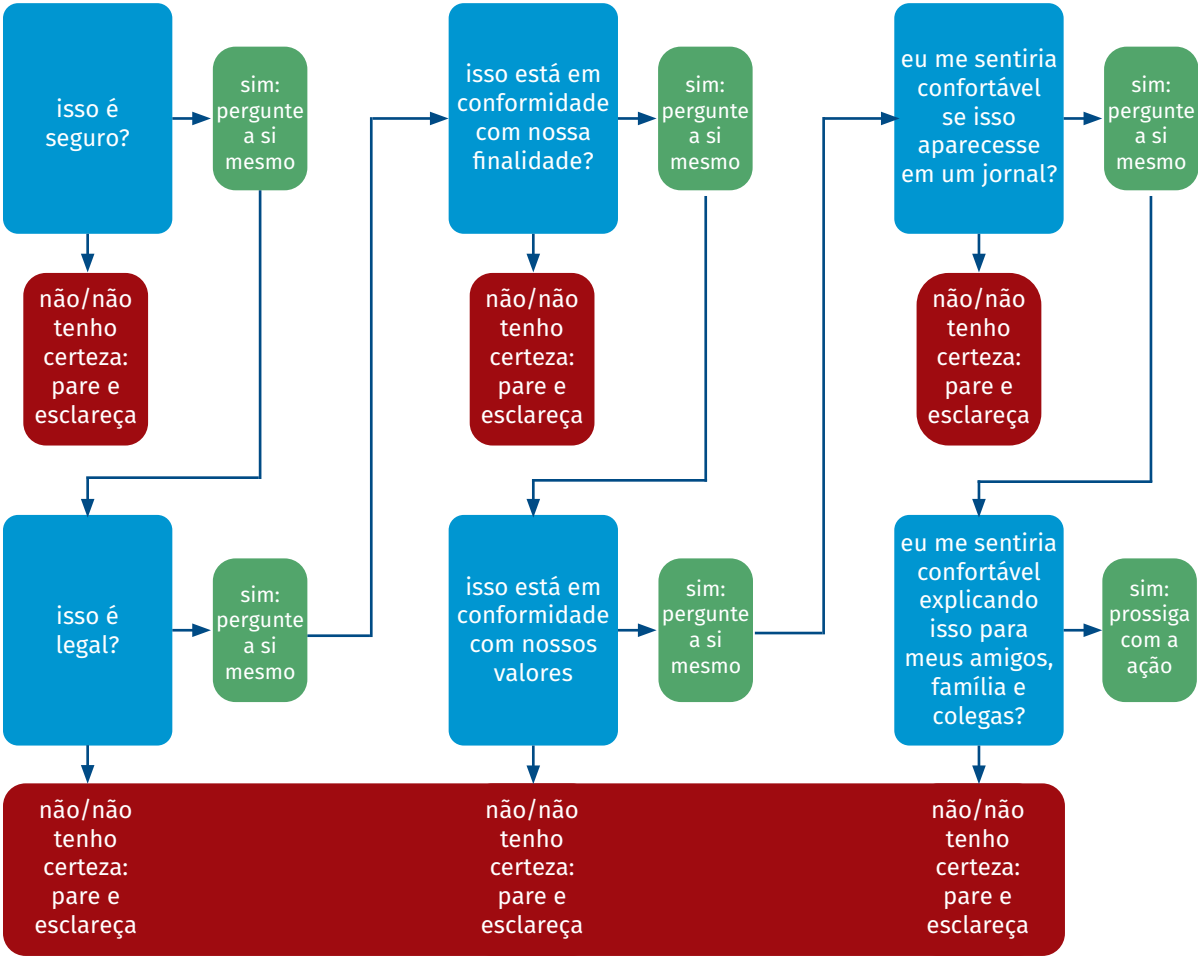 isso é
seguro?
sim:
pergunte
a si
mesmo
não/não
tenho
certeza:
pare e
esclareça
isso é
legal?
sim:
pergunte
a si
mesmo
não/não
tenho
certeza:
pare e
esclareça
isso está em
conformidade
com nossa
finalidade?
sim:
pergunte
a si
mesmo
não/não
tenho
certeza:
pare e
esclareça
isso está em
conformidade
com nossos
valores
sim:
pergunte
a si
mesmo
não/não
tenho
certeza:
pare e
esclareça
eu me sentiria
confortável
se isso
aparecesse
em um jornal?
sim:
pergunte
a si
mesmo
não/não
tenho
certeza:
pare e
esclareça
eu me sentiria
confortável
explicando
isso para
meus amigos,
família e
colegas?
sim:
prossiga
com a
ação
não/não
tenho
certeza:
pare e
esclareça